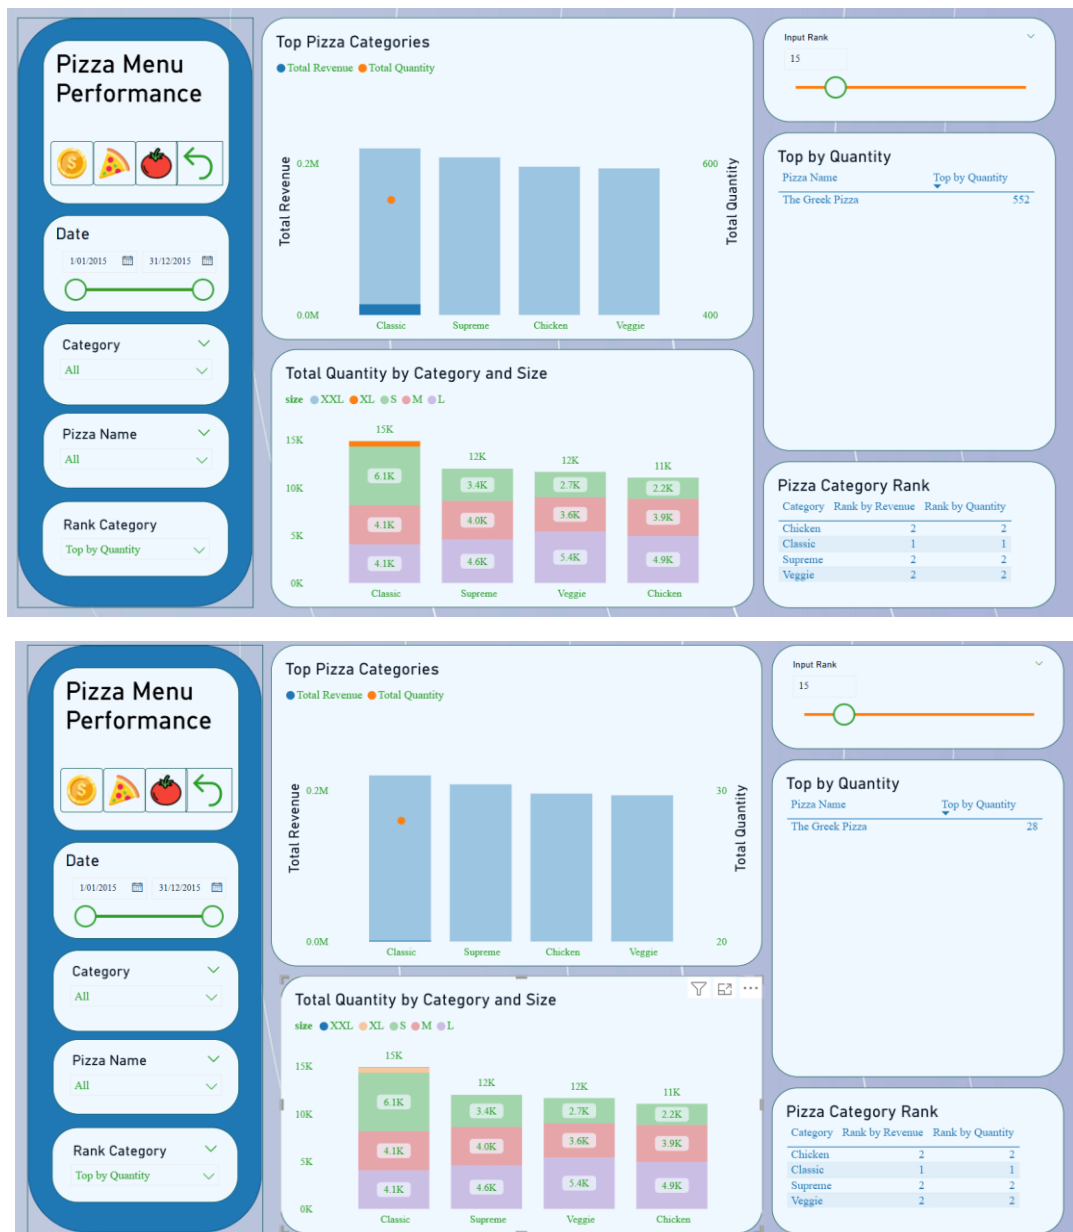 Pizza Menu
Performance
Date
1/01/2015 31/12/2015
Category
All
Pizza Name
All
Rank Category
Top by Quantity
Top Pizza Categories
Total Revenue Total Quantity
Total Revenue
0.2M
0.0M
Total Quantity
600
400
Classic Supreme Chicken Veggie
Total Quantity by Category and Size
size XXL XL S M L
15K
10K
5K
0K
15K
6.1K
4.1K
4.1K
12K
3.4K
4.0K
4.6K
12K
2.7K
3.6K
5.4K
11K
2.2K
3.9K
4.9K
Classic Supreme Veggie Chicken
Input Rank
15
Top by Quantity
Pizza Name Top by Quantity
The Greek Pizza 552
Pizza Category Rank
Category Rank by Revenue Rank by Quantity
Chicken 2 2
Classic 1 1
Supreme 2 2
Veggie 2 2
Pizza Menu
Performance
Date
1/01/2015 31/12/2015
Category
All
Pizza Name
All
Rank Category
Top by Quantity
Top Pizza Categories
Total Revenue Total Quantity
Total Revenue
0.2M
0.0M
Total Quantity
30
20
Classic Supreme Chicken Veggie
Total Quantity by Category and Size
size XXL XL S M L
15K
10K
5K
0K
15K
6.1K
4.1K
4.1K
12K
3.4K
4.0K
4.6K
12K
2.7K
3.6K
5.4K
11K
2.2K
3.9K
4.9K
Classic Supreme Veggie Chicken
Input Rank
15
Top by Quantity
Pizza Name Top by Quantity
The Greek Pizza 28
Pizza Category Rank
Category Rank by Revenue Rank by Quantity
Chicken 2 2
Classic 1 1
Supreme 2 2
Veggie 2 2